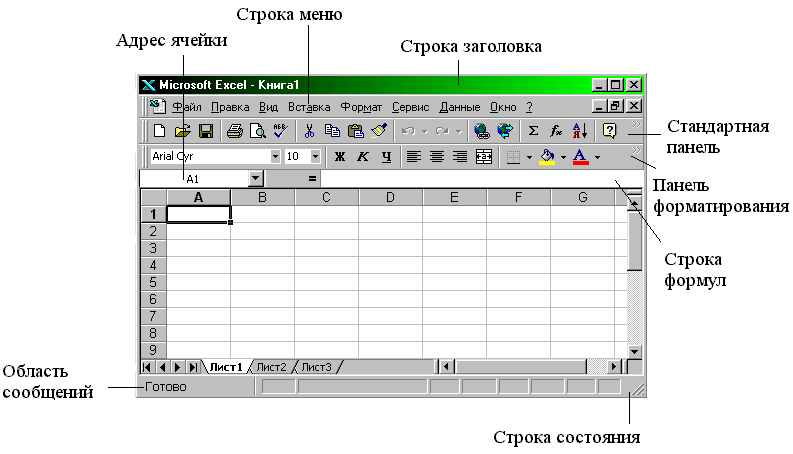 Строка меню
Адрес ячейки
Строка заголовка
Microsoft Excel - Книга1
Файл Правка Вид Вставка Формат Сервис Данные Окно ?
Стандартная
панель
Arial Cyr 10 Ж К Ч
Панель
форматирования
A1 =
A B C D E F G
1
2
3
4
5
6
7
8
9
Строка
формул
Лист1 Лист2 Лист3
Область
сообщений
Готово
Строка состояния